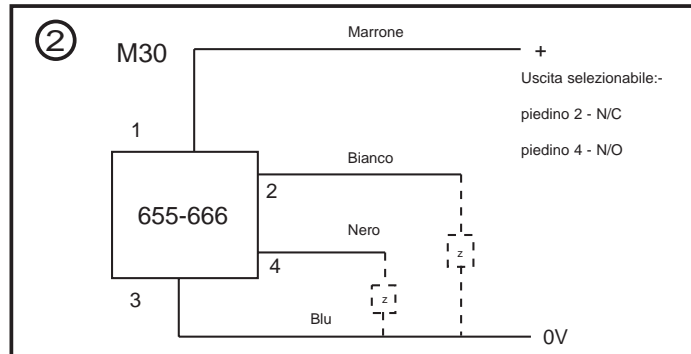 2
M30
Marrone
+
Uscita selezionabile:-
piedino 2 - N/C
piedino 4 - N/O
1
Bianco
2
655-666
Nero
z
4
z
3
Blu
0V